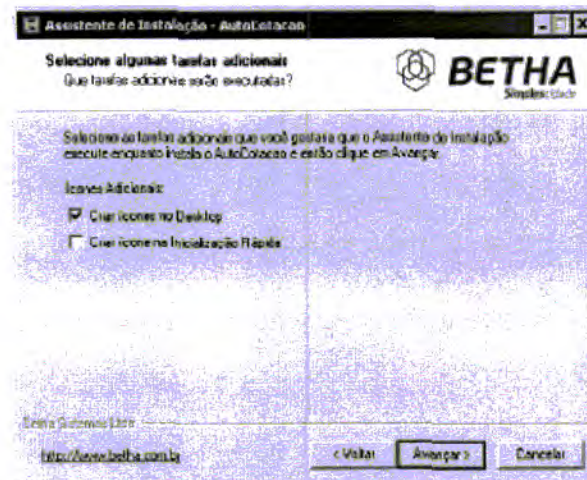 Assistente de Instalação - AutoCotacao
Selecione algumas tarefas adicionais
Que tarefas adicionais serão executadas?
BETHA
Simplescidade
Selecione as tarefas adicionais que você gostaria que o Assistente de Instalação
execute enquanto instala o AutoCotacao e então clique em Avançar.
Ícones Adicionais:
Criar ícones no Desktop
Criar ícone na Inicialização Rápida
Betha Sistemas Ltda
http://www.betha.com.br
< Voltar
Avançar >
Cancelar